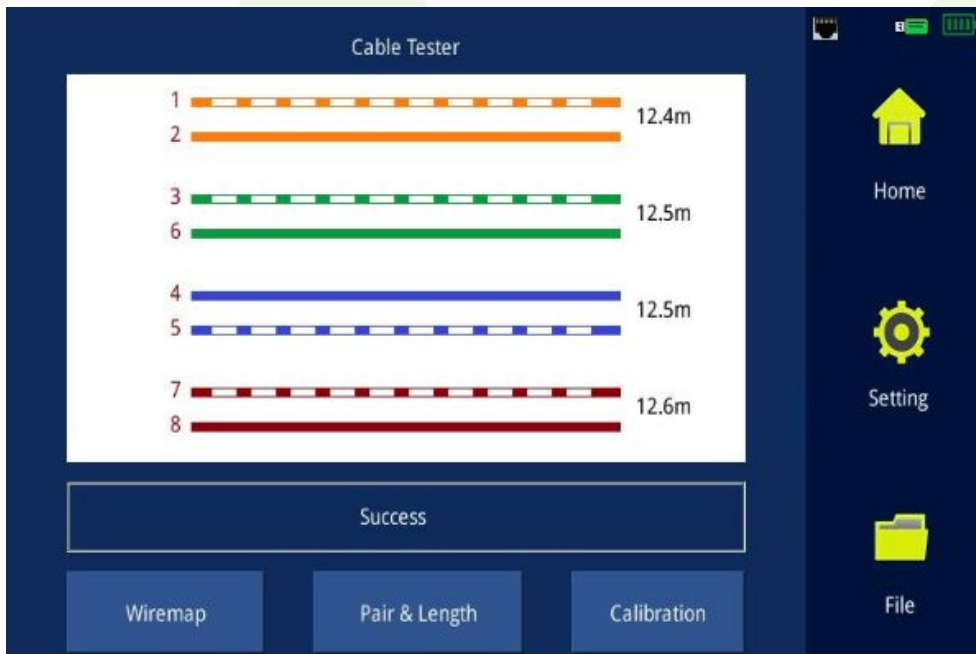 Cable Tester
1
12.4m
2
3
12.5m
6
4
12.5m
5
7
12.6m
8
Success
Wiremap
Pair & Length
Calibration
Home
Setting
File